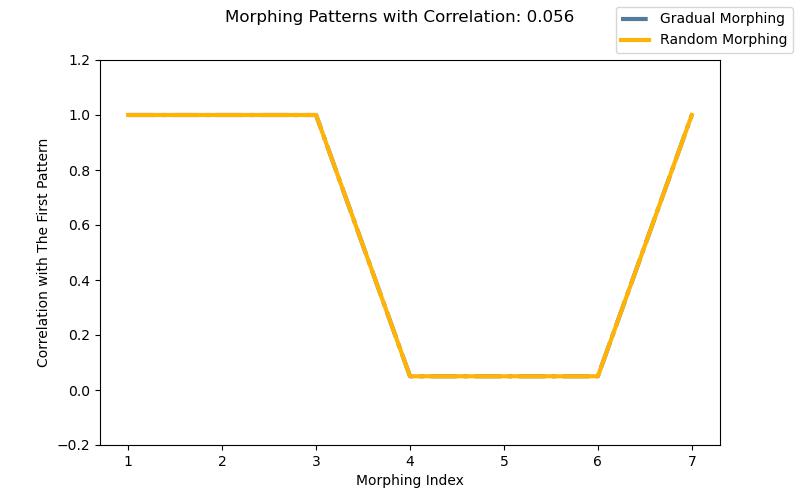 Morphing Patterns with Correlation: 0.056
Gradual Morphing
Random Morphing
1.2
1.0
0.8
0.6
0.4
0.2
0.0
−0.2
Correlation with The First Pattern
1 2 3 4 5 6 7
Morphing Index